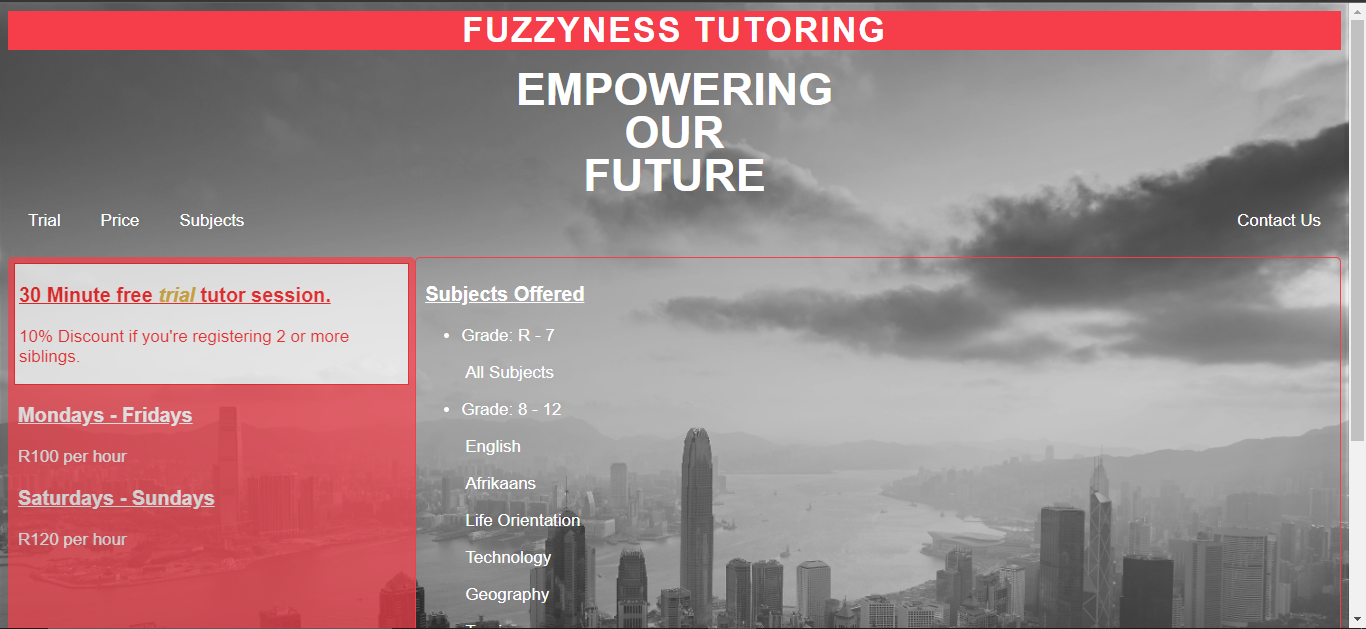 FUZZYNESS TUTORING
EMPOWERING
OUR
FUTURE
Trial Price Subjects Contact Us
30 Minute free trial tutor session.
10% Discount if you're registering 2 or more
siblings.
Mondays - Fridays
R100 per hour
Saturdays - Sundays
R120 per hour
Subjects Offered
• Grade: R - 7
All Subjects
• Grade: 8 - 12
English
Afrikaans
Life Orientation
Technology
Geography